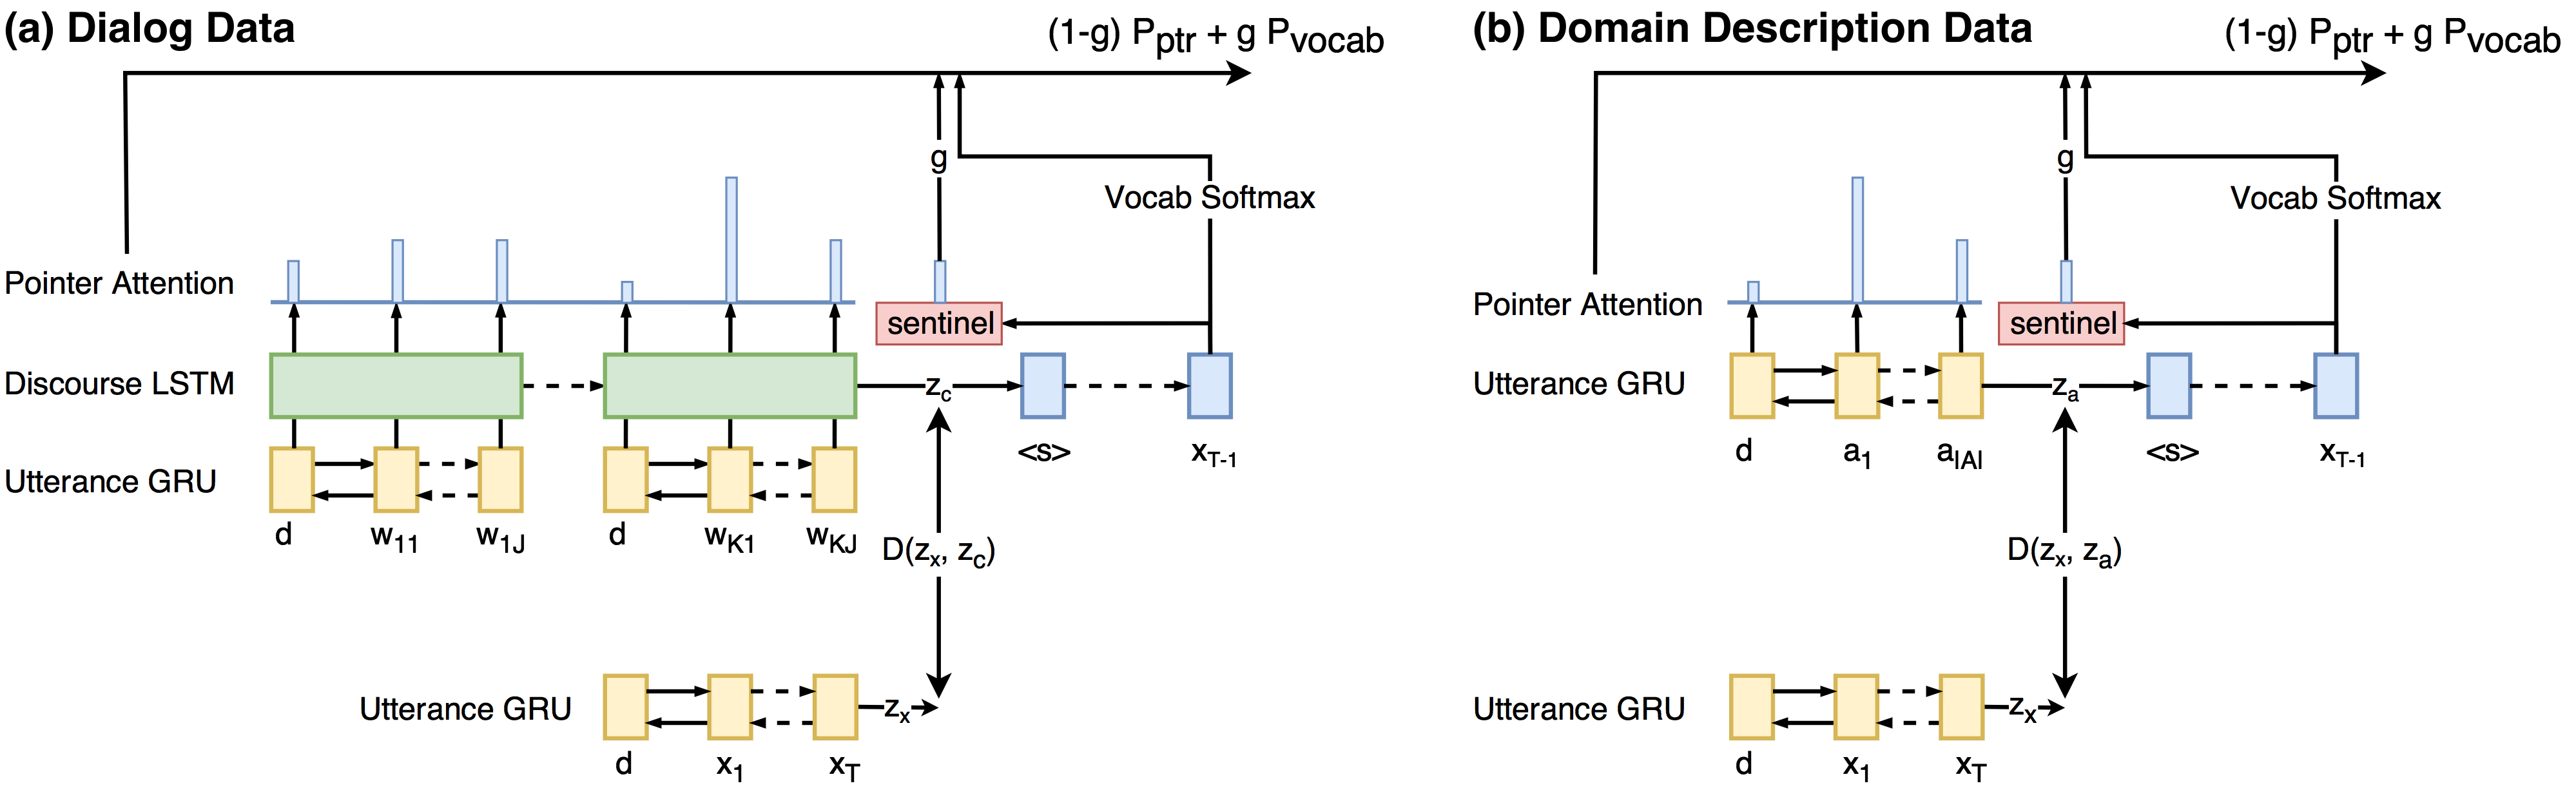 (a) Dialog Data
(1-g) Pptr + g Pvocab
g
Vocab Softmax
Pointer Attention
sentinel
Discourse LSTM
zc
<s>
xT-1
Utterance GRU
d w11 w1J d wK1 wKJ
D(zx, zc)
Utterance GRU
zx
d x1 xT
(b) Domain Description Data
(1-g) Pptr + g Pvocab
g
Vocab Softmax
Pointer Attention
sentinel
Utterance GRU
za
d a1 a|A| <s> xT-1
D(zx, za)
Utterance GRU
zx
d x1 xT